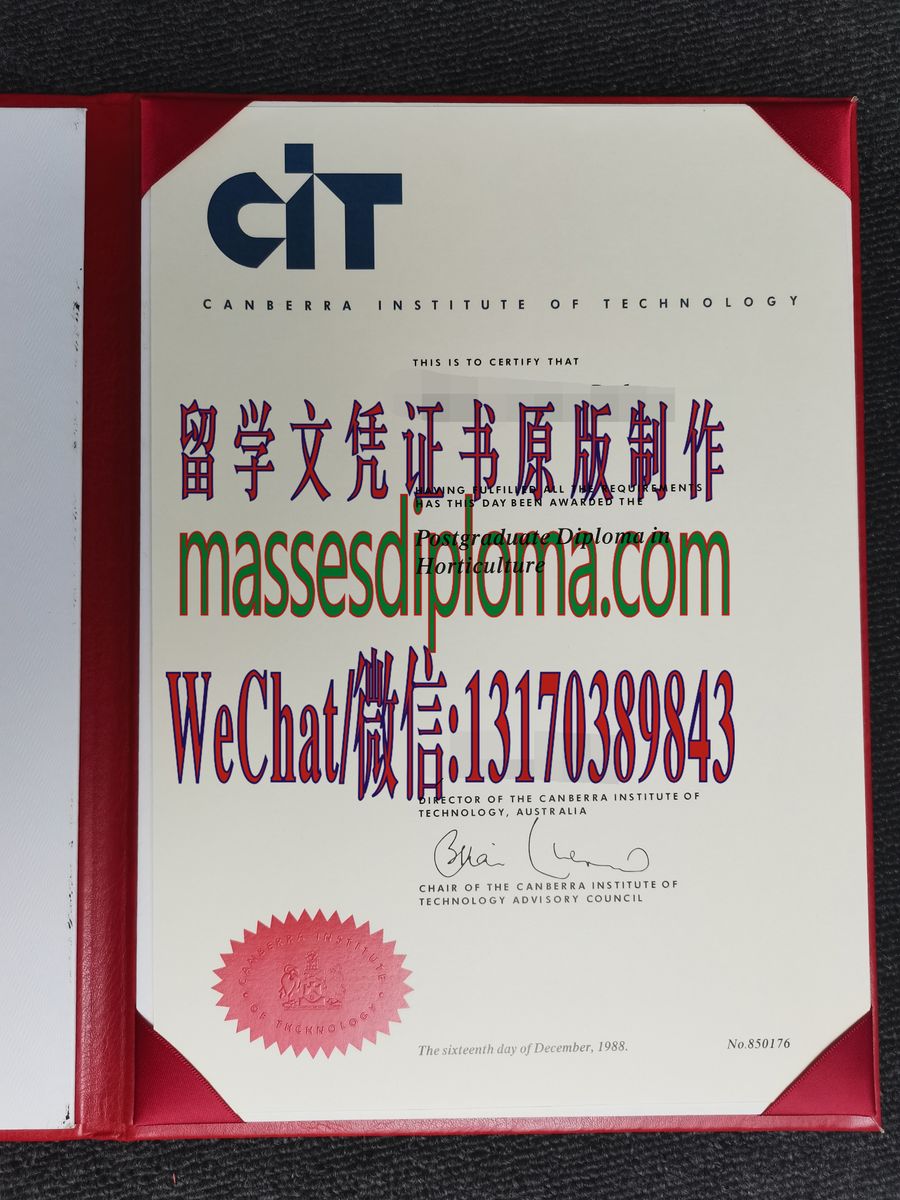 CIT
CANBERRA INSTITUTE OF TECHNOLOGY
THIS IS TO CERTIFY THAT
留学文凭证书原版制作
HAVING FULFILLED ALL THE REQUIREMENTS
HAS THIS DAY BEEN AWARDED THE
Postgraduate Diploma in
Horticulture
massesdiploma.com
WeChat/微信:13170389843
DIRECTOR OF THE CANBERRA INSTITUTE OF
TECHNOLOGY, AUSTRALIA
CHAIR OF THE CANBERRA INSTITUTE OF
TECHNOLOGY ADVISORY COUNCIL
CANBERRA INSTITUTE
OF TECHNOLOGY
The sixteenth day of December, 1988.
No.850176